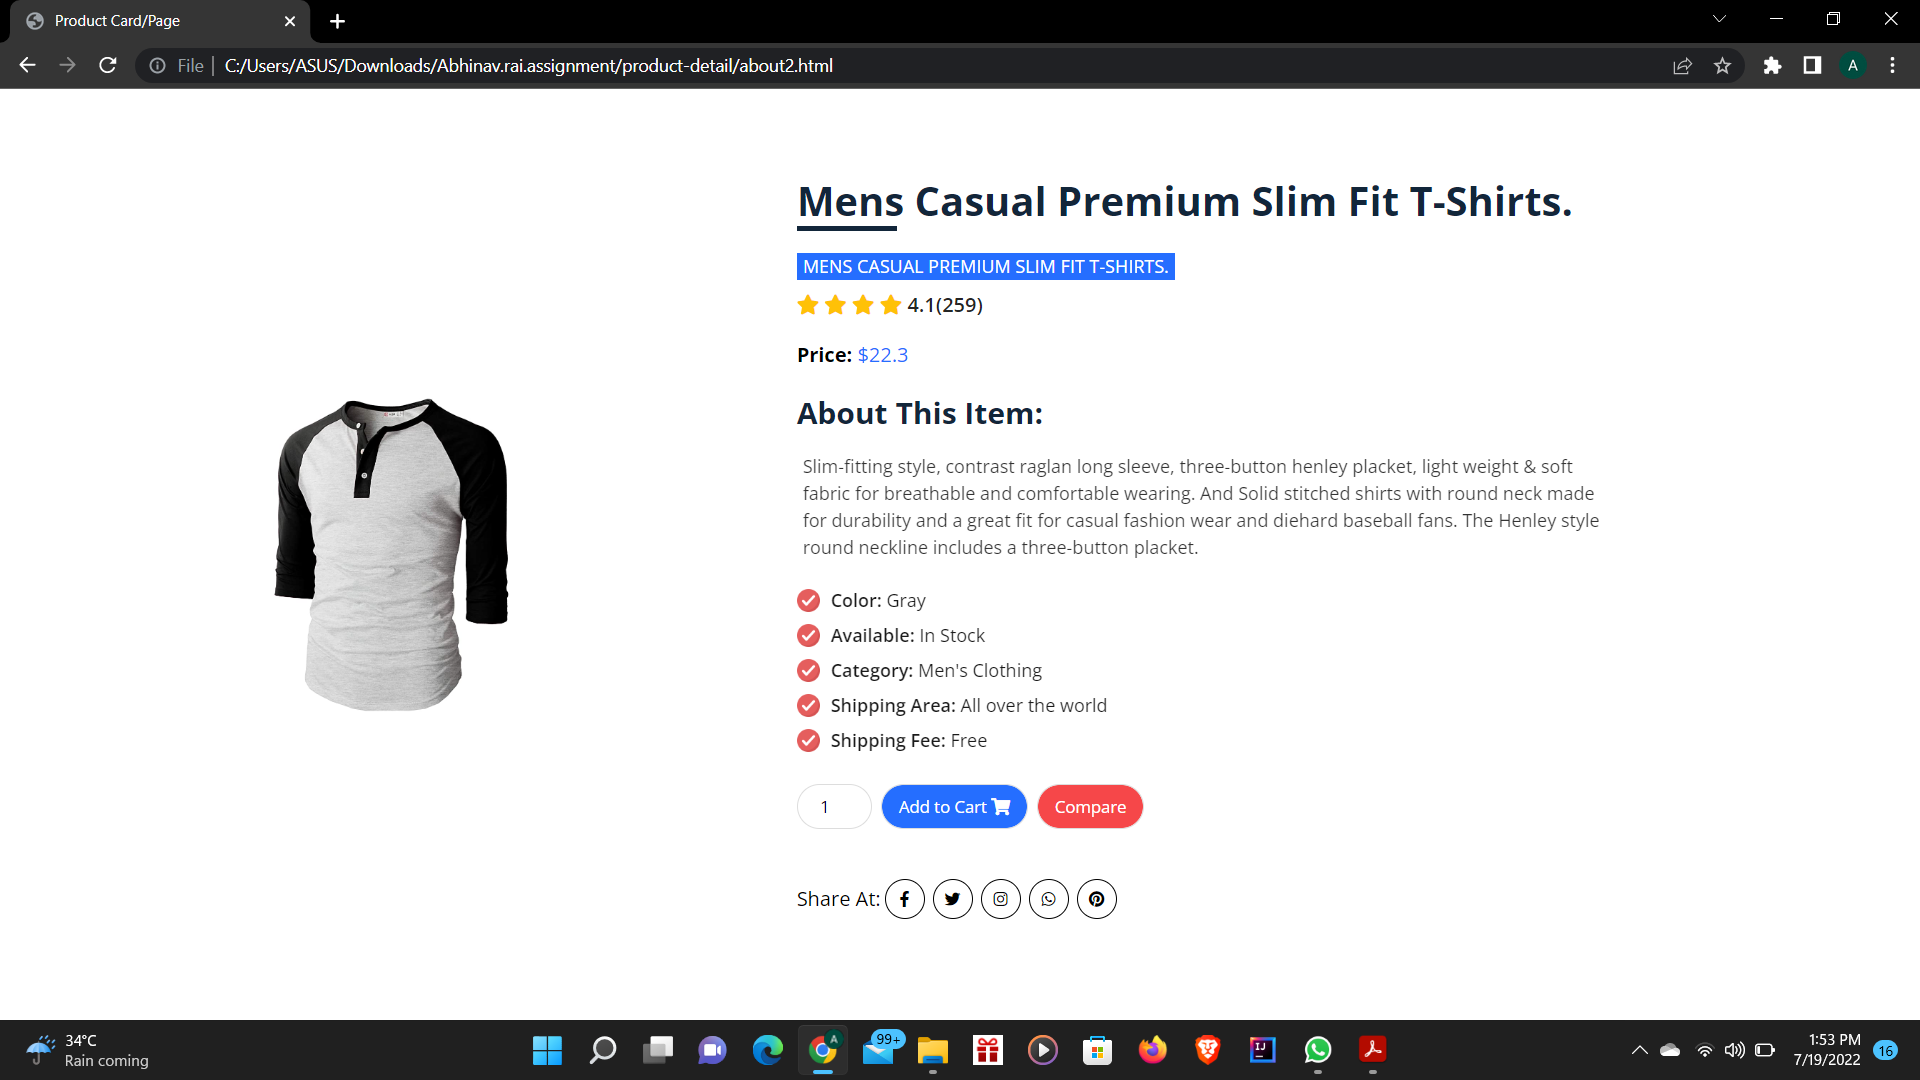 Product Card/Page
File
C:/Users/ASUS/Downloads/Abhinav.rai.assignment/product-detail/about2.html
A
Mens Casual Premium Slim Fit T-Shirts.
MENS CASUAL PREMIUM SLIM FIT T-SHIRTS.
4.1(259)
Price: $22.3
About This Item:
Slim-fitting style, contrast raglan long sleeve, three-button henley placket, light weight & soft
fabric for breathable and comfortable wearing. And Solid stitched shirts with round neck made
for durability and a great fit for casual fashion wear and diehard baseball fans. The Henley style
round neckline includes a three-button placket.
Color: Gray
Available: In Stock
Category: Men's Clothing
Shipping Area: All over the world
Shipping Fee: Free
1
Add to Cart
Compare
Share At:
34°C
Rain coming
A
99+
IJ
1:53 PM
7/19/2022
16